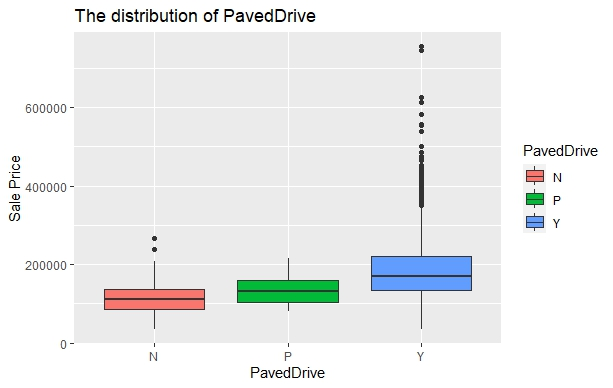 The distribution of PavedDrive
Sale Price
600000
400000
200000
0
N
P
Y
PavedDrive
PavedDrive
N
P
Y